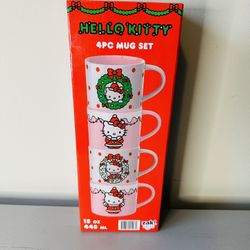 HELLO KITTY
4PC MUG SET
15 OZ
443 ML
zak!